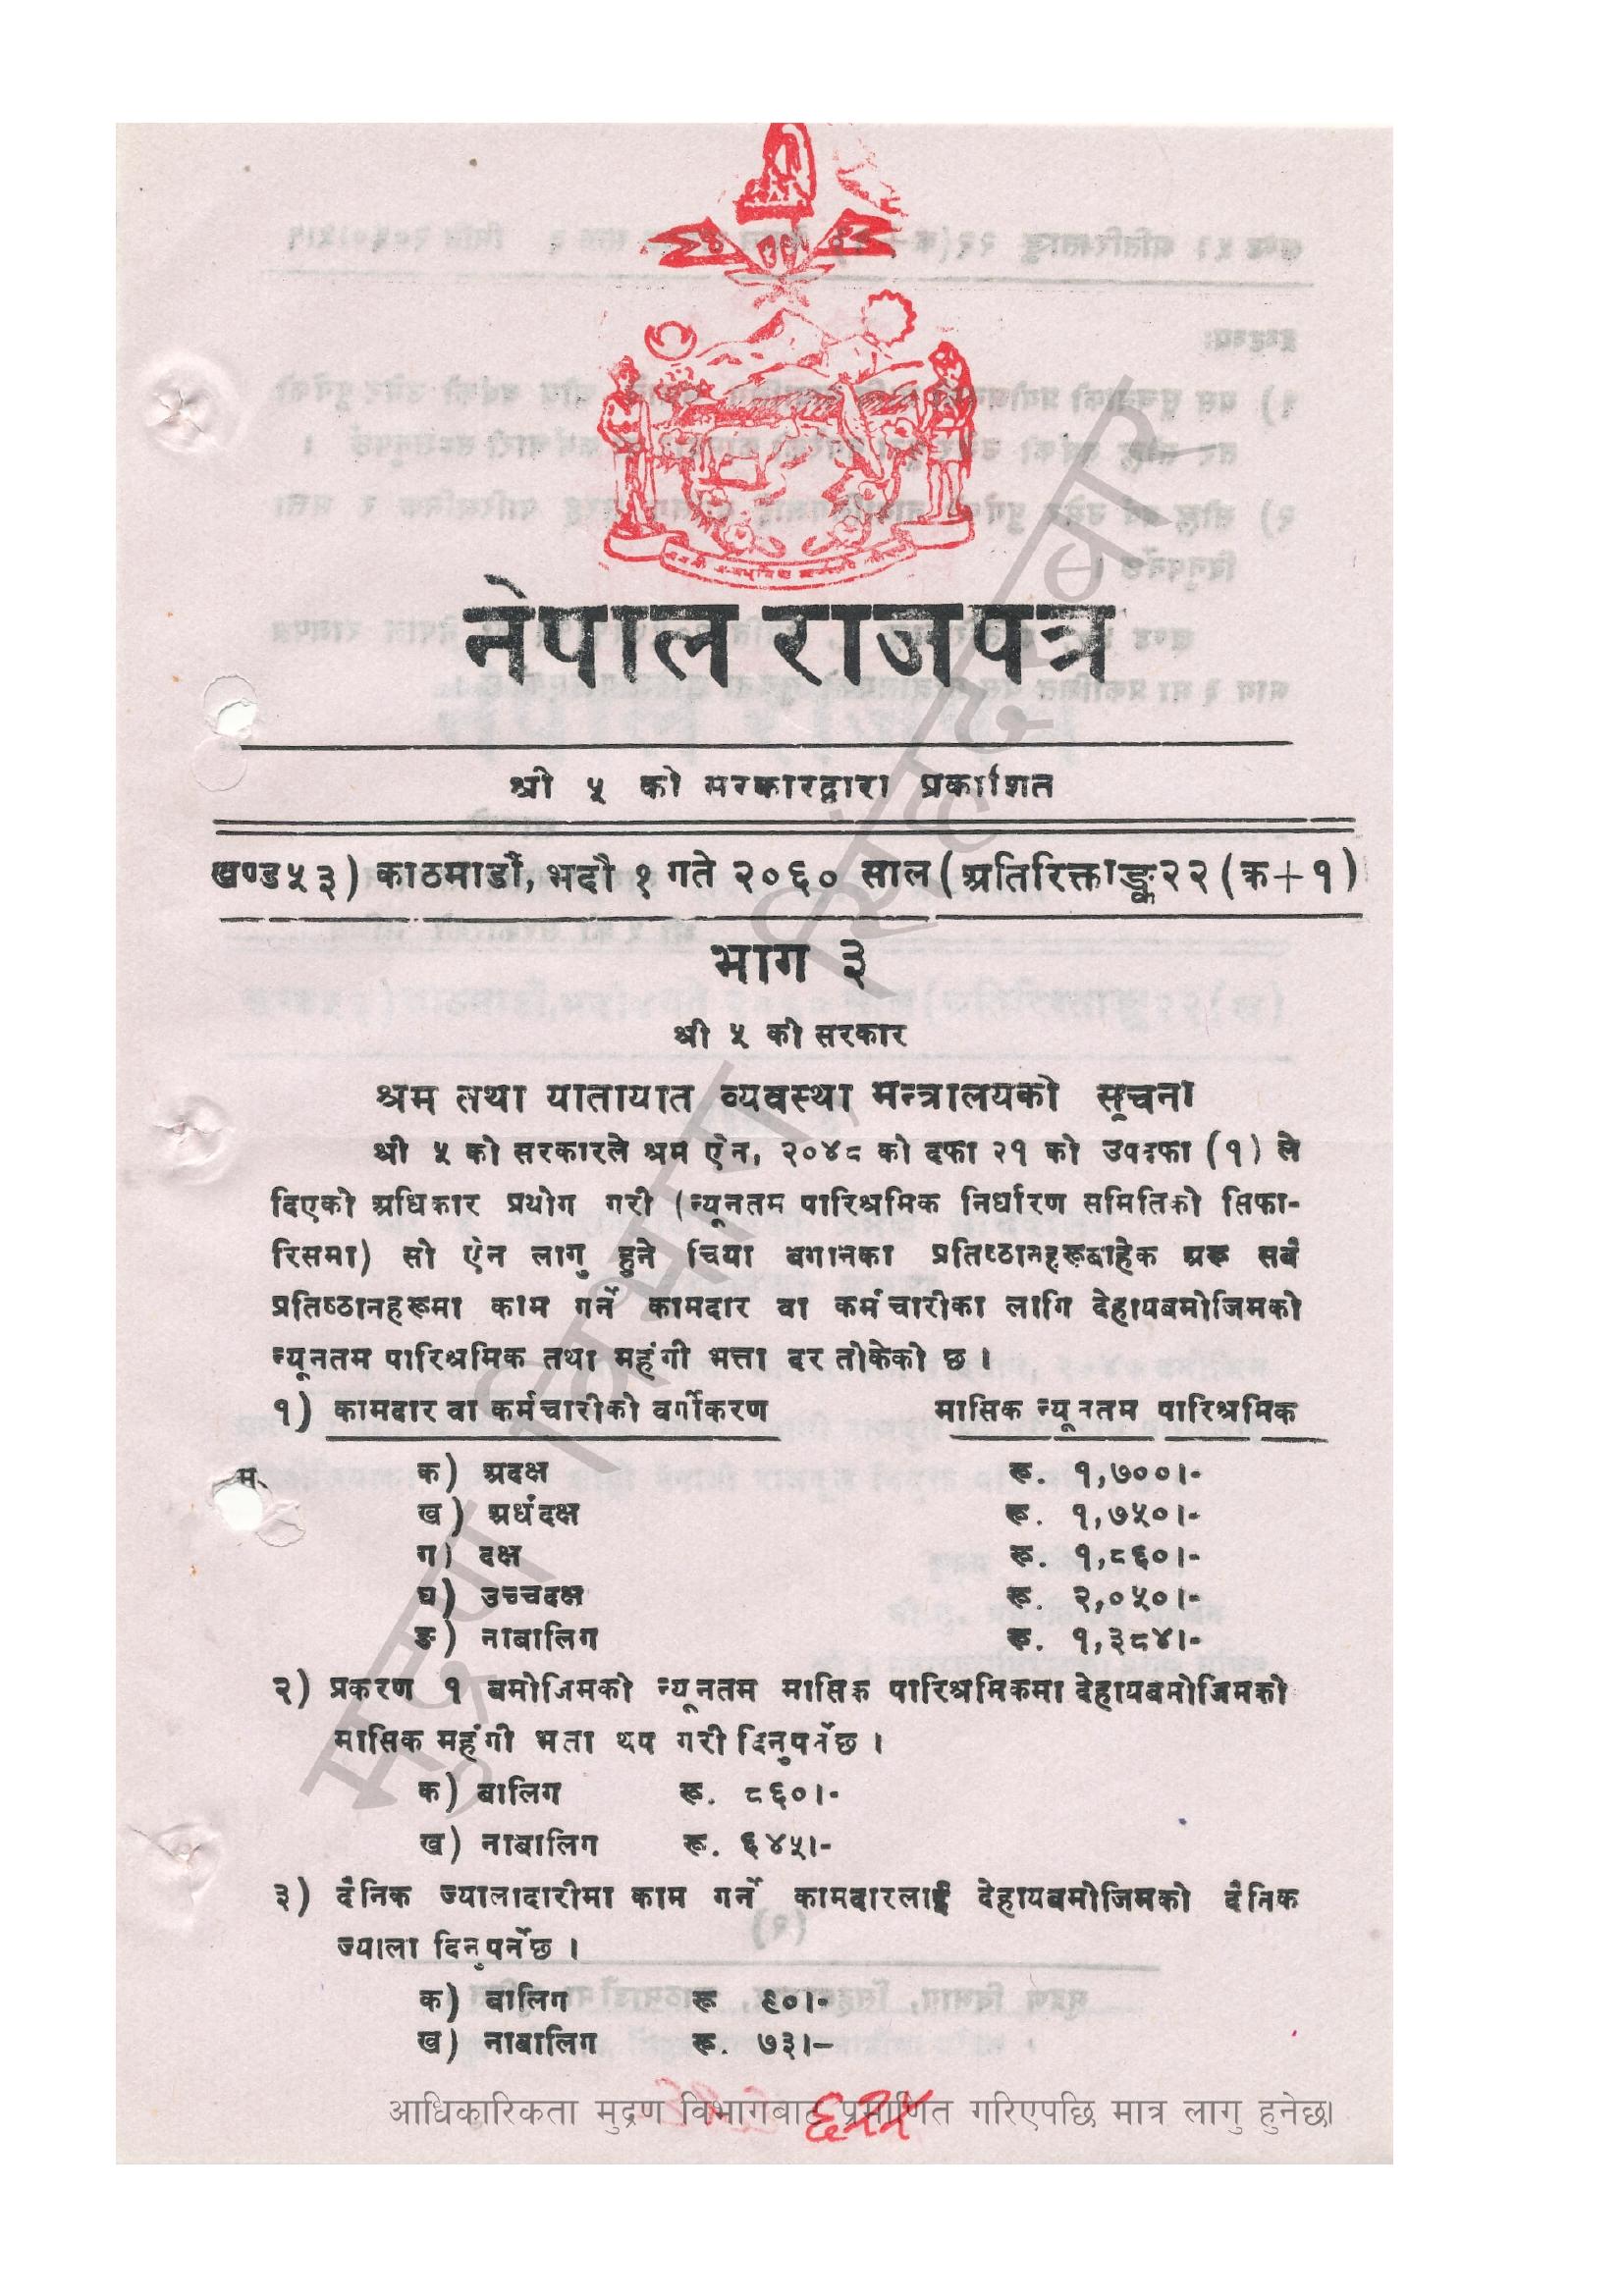 नेपाल राजपत्र
श्री ५ को सरकारद्वारा प्रकाशित
खण्ड ५३) काठमाडौं, भदौ १ गते २०६० साल (अतिरिक्ताङ्क २२ (क+१)
भाग ३
श्री ५ को सरकार
श्रम तथा यातायात व्यवस्था मन्त्रालयको सूचना
श्री ५ को सरकारले श्रम ऐन, २०४८ को दफा २१ को उपदफा (१) ले
दिएको अधिकार प्रयोग गरी (न्यूनतम पारिश्रमिक निर्धारण समितिको सिफा-
रिसमा) सो ऐन लागु हुने चिया बगानका प्रतिष्ठानहरूबाहेक अरू सबै
प्रतिष्ठानहरूमा काम गर्ने कामदार वा कर्मचारीका लागि देहायबमोजिमको
न्यूनतम पारिश्रमिक तथा महंगी भत्ता दर तोकेको छ ।
१) कामदार वा कर्मचारीको वर्गीकरण मासिक न्यूनतम पारिश्रमिक
क) अदक्ष रू. १,७००।-
ख) अर्धदक्ष रू. १,७५०।-
ग) दक्ष रू. १,८६०।-
घ) उच्चदक्ष रू. २,०५०।-
ङ) नाबालिग रू. १,३८४।-
२) प्रकरण १ बमोजिमको न्यूनतम मासिक पारिश्रमिकमा देहायबमोजिमको
मासिक महंगी भत्ता थप गरी दिनुपर्नेछ ।
क) बालिग रू. ८६०।-
ख) नाबालिग रू. ६४५।-
३) दैनिक ज्यालादारीमा काम गर्ने कामदारलाई देहायबमोजिमको दैनिक
ज्याला दिनुपर्नेछ ।
क) बालिग रू ९०।-
ख) नाबालिग रू. ७३।–
आधिकारिकता मुद्रण विभागबाट प्रमाणित गरिएपछि मात्र लागु हुनेछ।
मुद्रण विभाग, सिंहदरबार